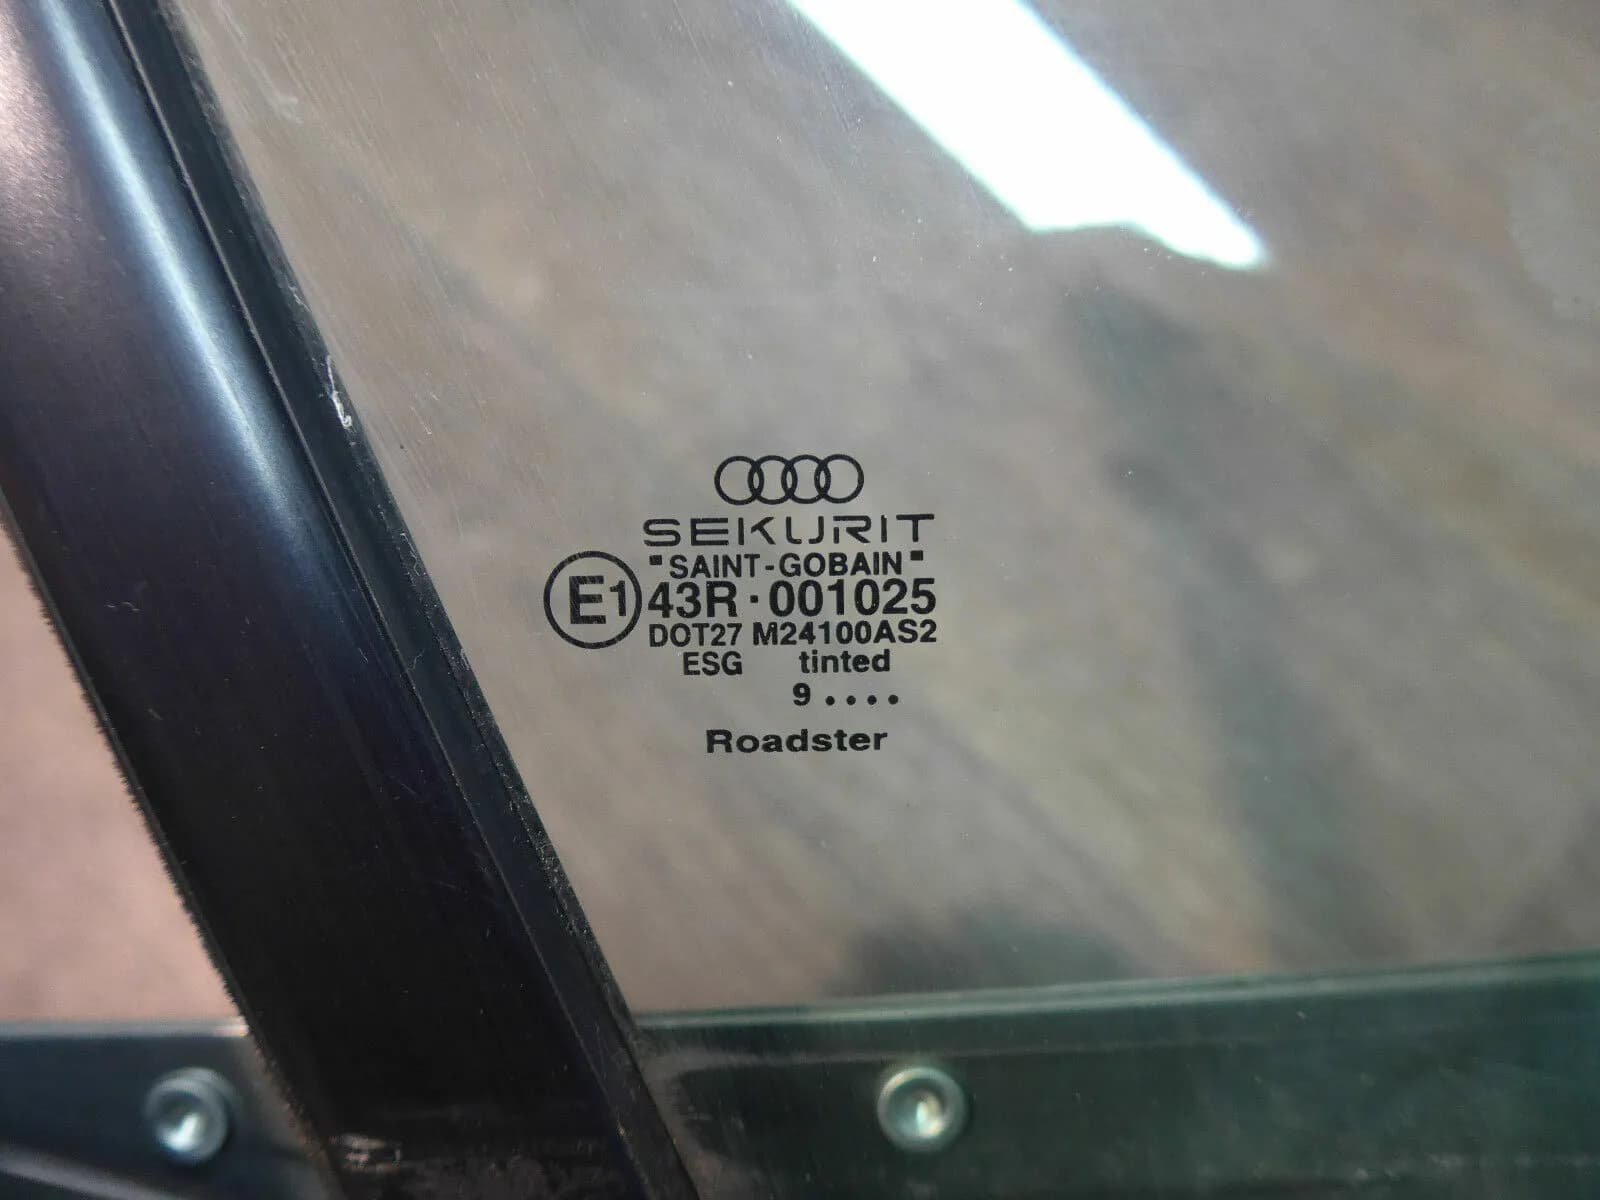 SEKURIT
"SAINT-GOBAIN"
E1 43R·001025
DOT27 M24100AS2
ESG tinted
9 ....
Roadster